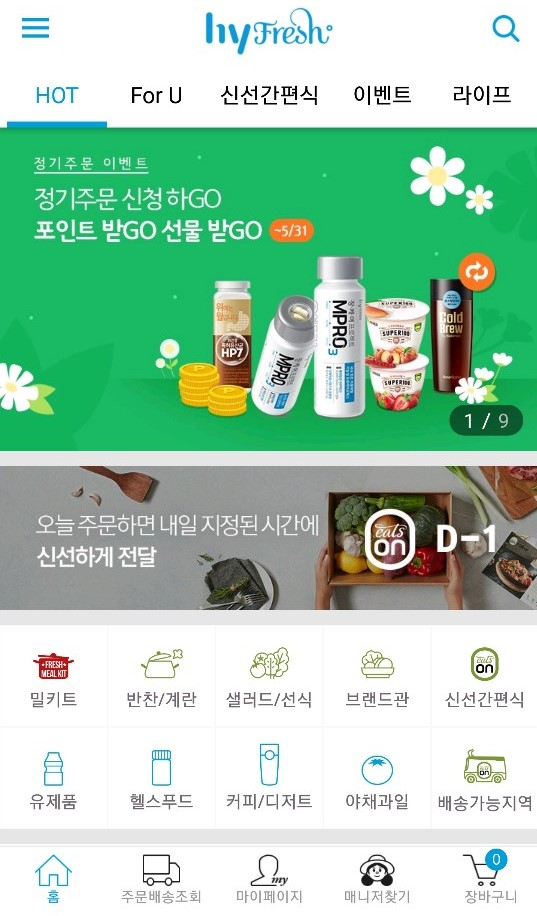 hyFresh
HOT
For U
신선간편식
이벤트
라이프
정기주문 이벤트
정기주문 신청 하GO
포인트 받GO 선물 받GO ~5/31
HP7
MPRO3
MPRO3
SUPER100
SUPER100
Cold
Brew
1 / 9
오늘 주문하면 내일 지정된 시간에
신선하게 전달
eats
on
D-1
FRESH
MEAL KIT
eats
on
밀키트
반찬/계란
샐러드/선식
브랜드관
신선간편식
on
유제품
헬스푸드
커피/디저트
야채과일
배송가능지역
my
0
홈
주문배송조회
마이페이지
매니저찾기
장바구니